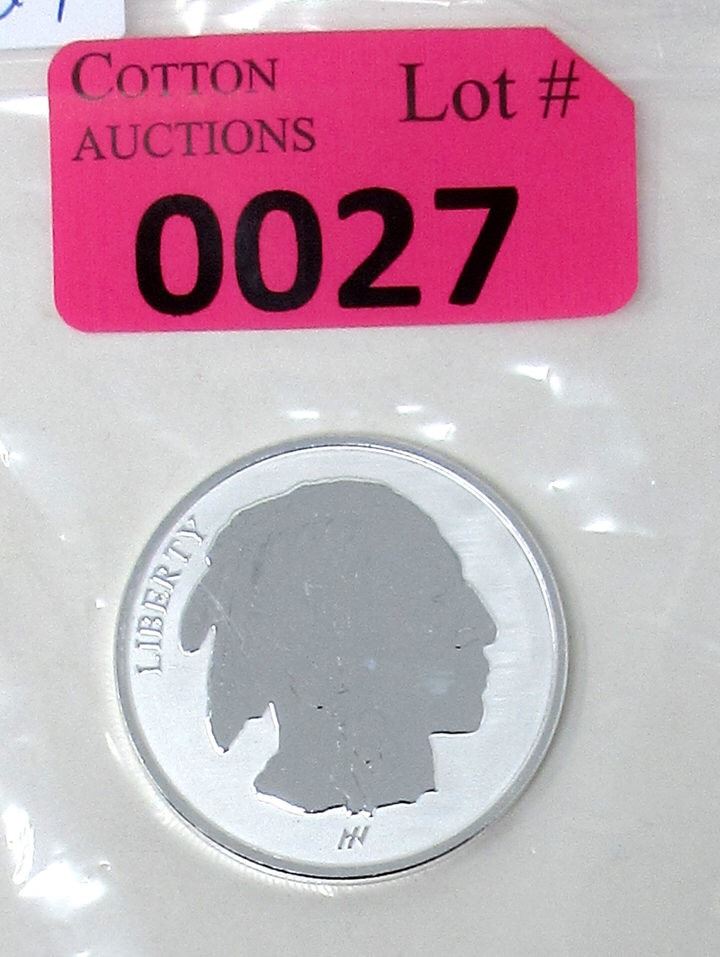 COTTON
AUCTIONS
Lot #
0027
LIBERTY